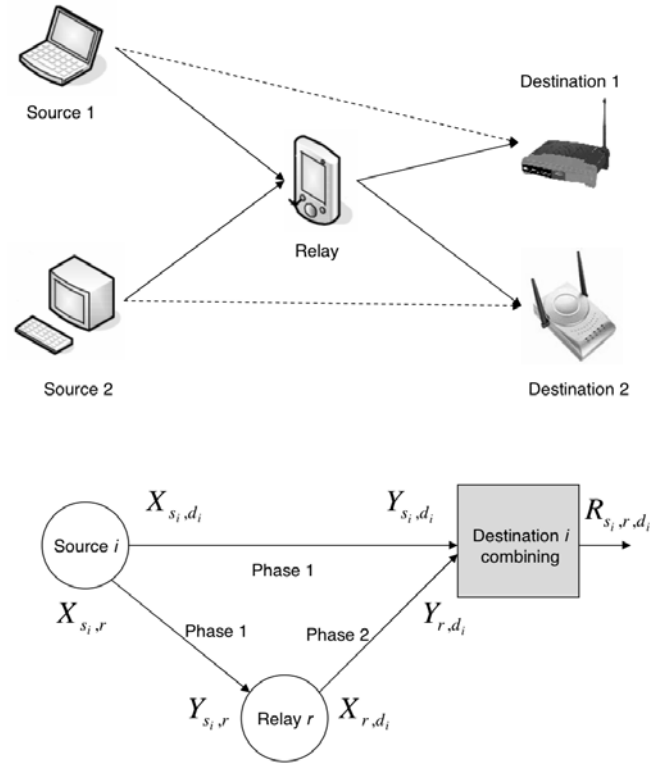 Source 1
Destination 1
Relay
Source 2
Destination 2
X_{s_i,d_i}
Y_{s_i,d_i}
R_{s_i,r,d_i}
Source i
Destination i
combining
Phase 1
X_{s_i,r}
Phase 1
Phase 2
Y_{r,d_i}
Y_{s_i,r}
Relay r
X_{r,d_i}